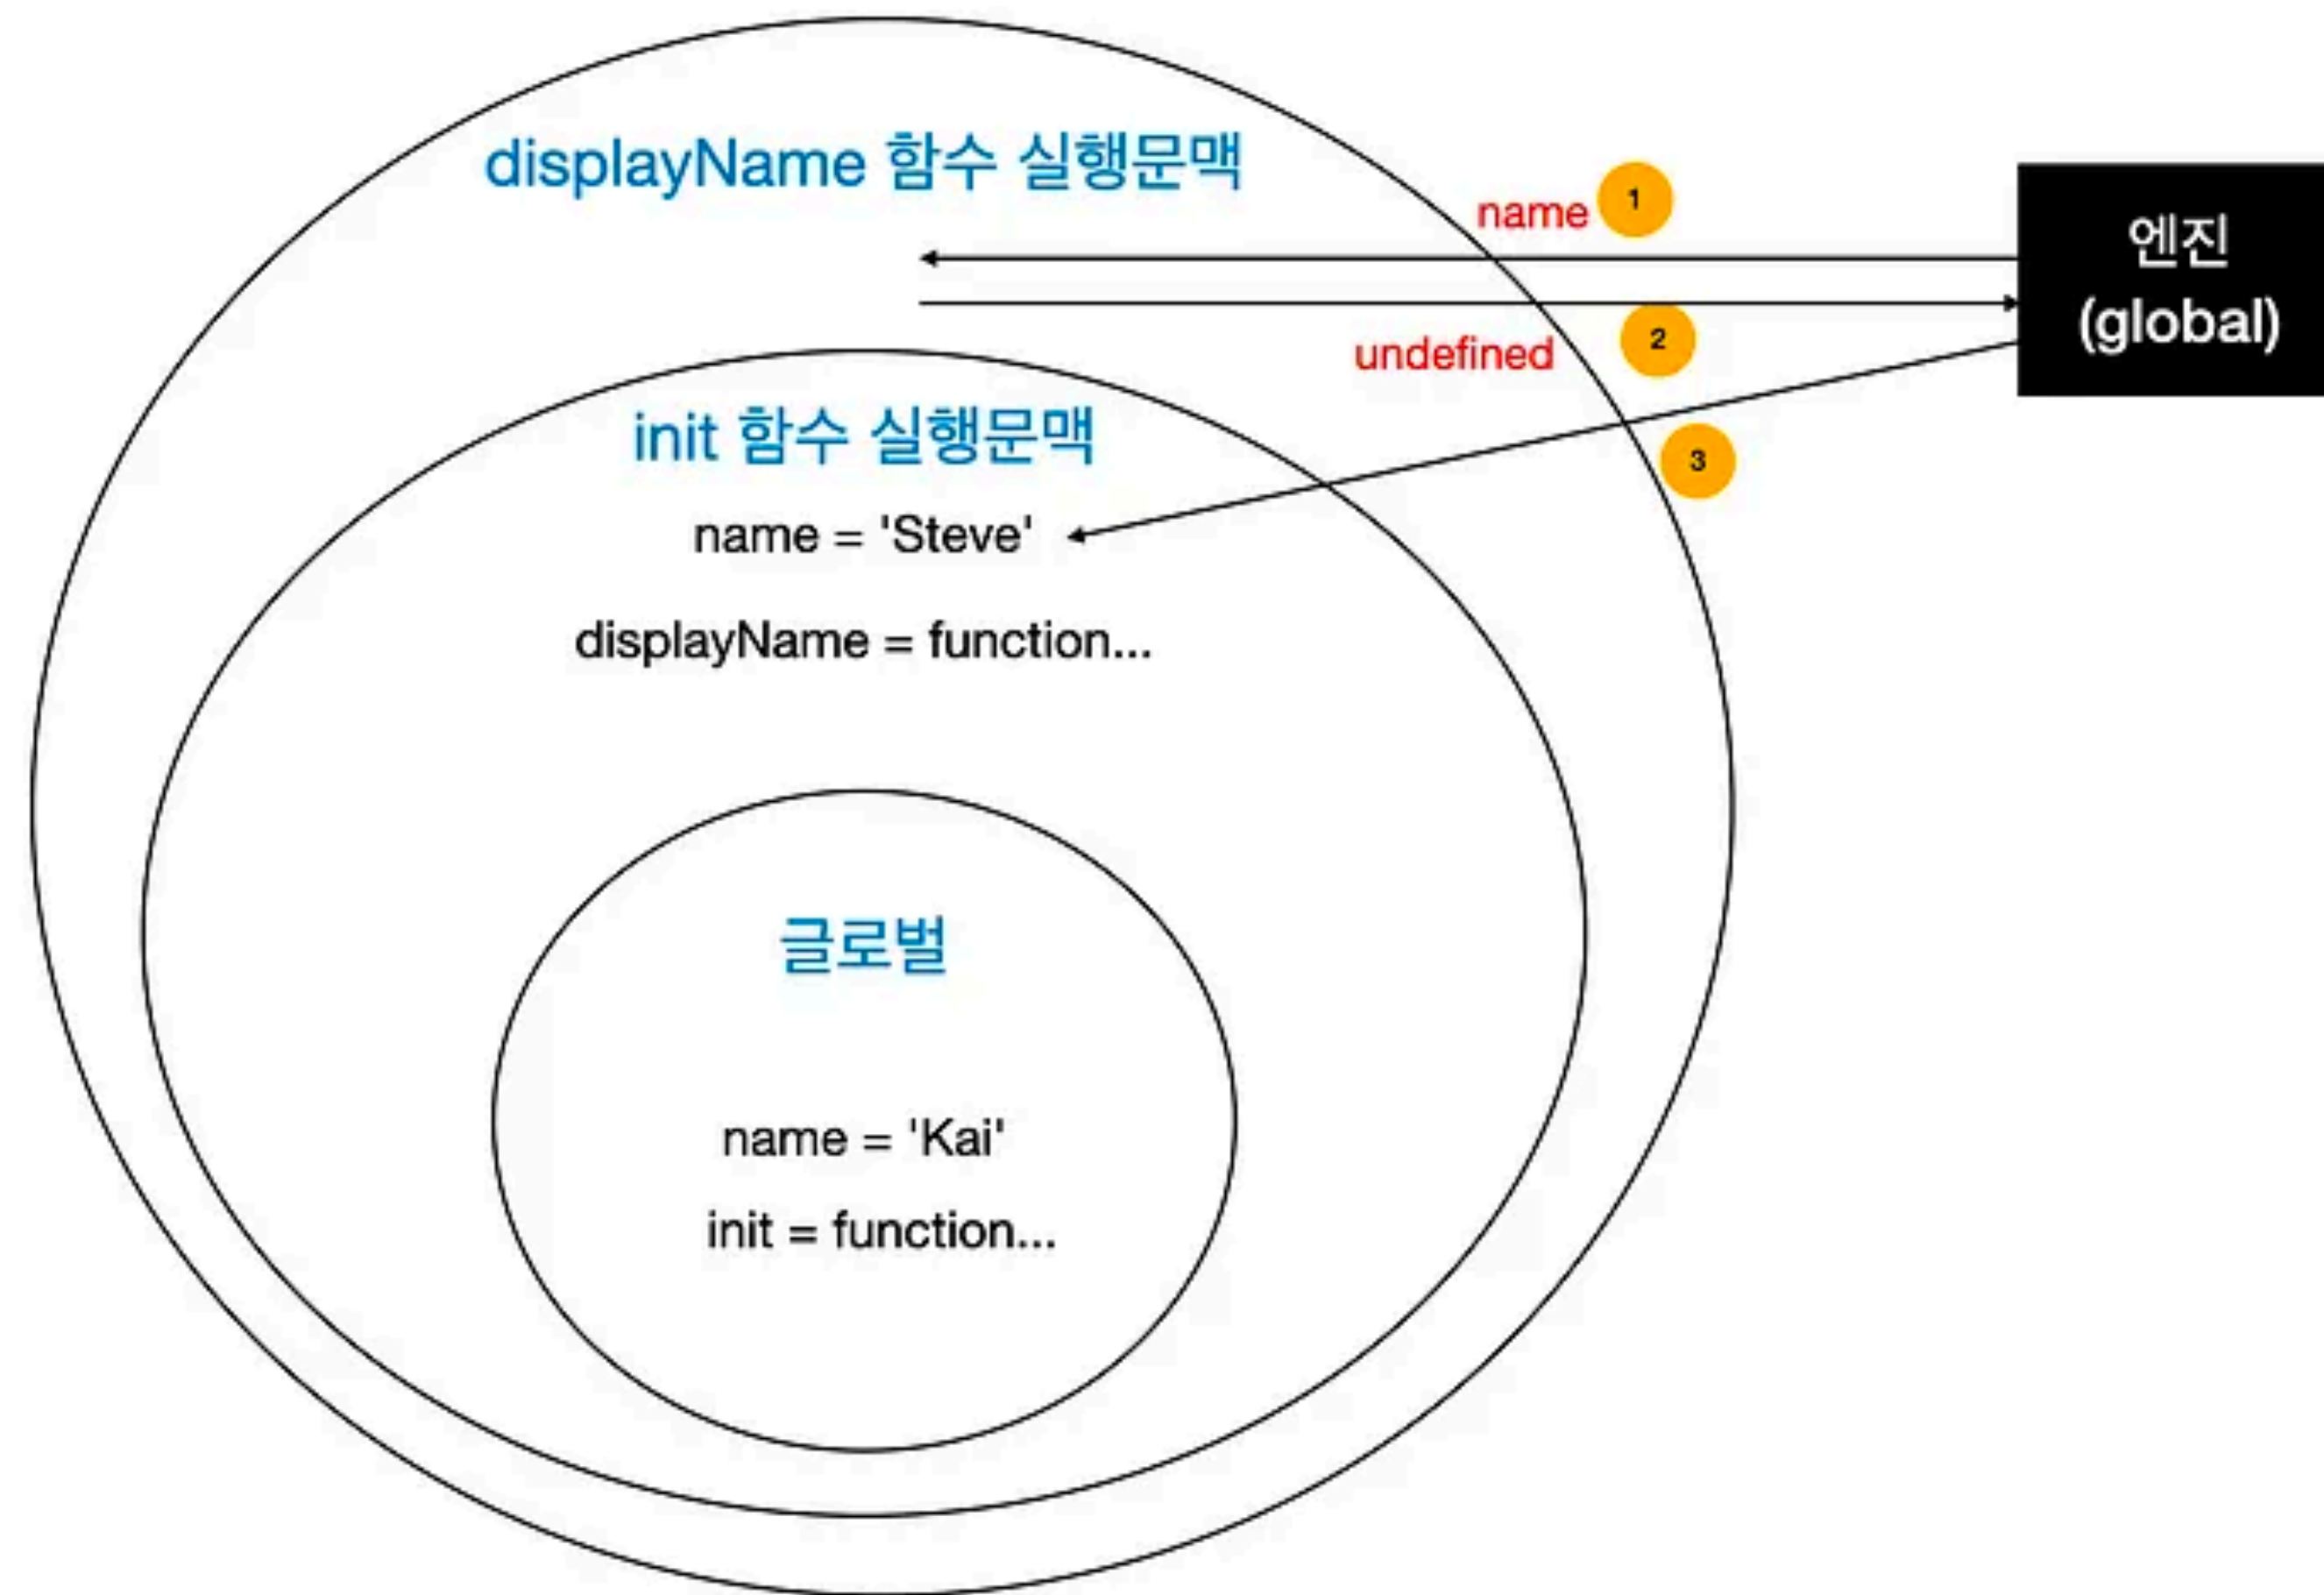 displayName 함수 실행문맥
name 1
엔진
(global)
undefined 2
init 함수 실행문맥
3
name = 'Steve'
displayName = function...
글로벌
name = 'Kai'
init = function...